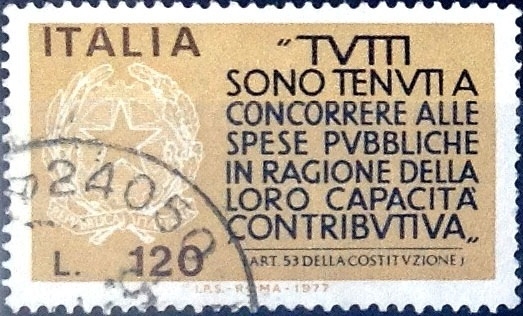 ITALIA
„TVTTI
SONO TENVTI A
CONCORRERE ALLE
SPESE PVBBLICHE
IN RAGIONE DELLA
LORO CAPACITÀ
CONTRIBVTIVA„
(ART. 53 DELLA COSTITVZIONE)
L. 120
I.P.S. - ROMA - 1977
24050